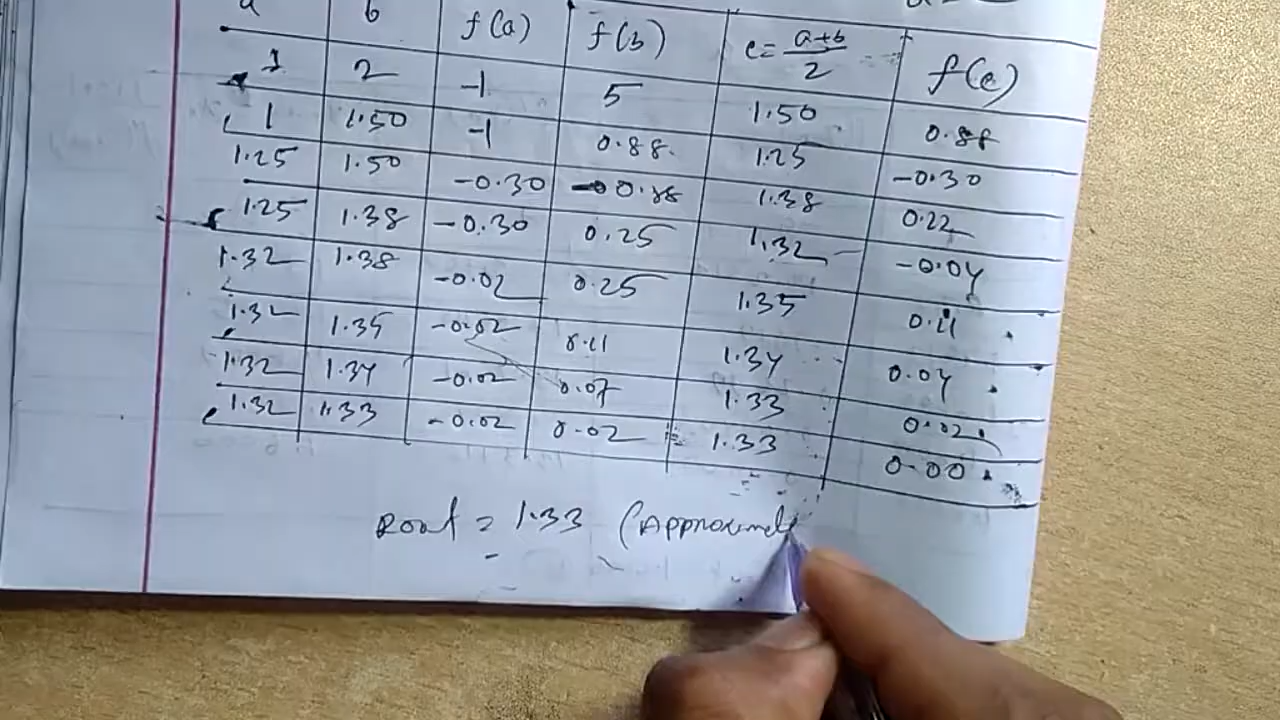 a b f(a) f(b) c = a+b/2 f(c)
1 2 -1 5 1.50 0.88
1 1.50 -1 0.88 1.25 -0.30
1.25 1.50 -0.30 0.88 1.38 0.22
1.25 1.38 -0.30 0.25 1.32 -0.04
1.32 1.38 -0.02 0.25 1.35 0.11
1.32 1.35 -0.02 0.11 1.34 0.04
1.32 1.34 -0.02 0.07 1.33 0.02
1.32 1.33 -0.02 0.02 1.33 0.00
Root = 1.33 (Approximate